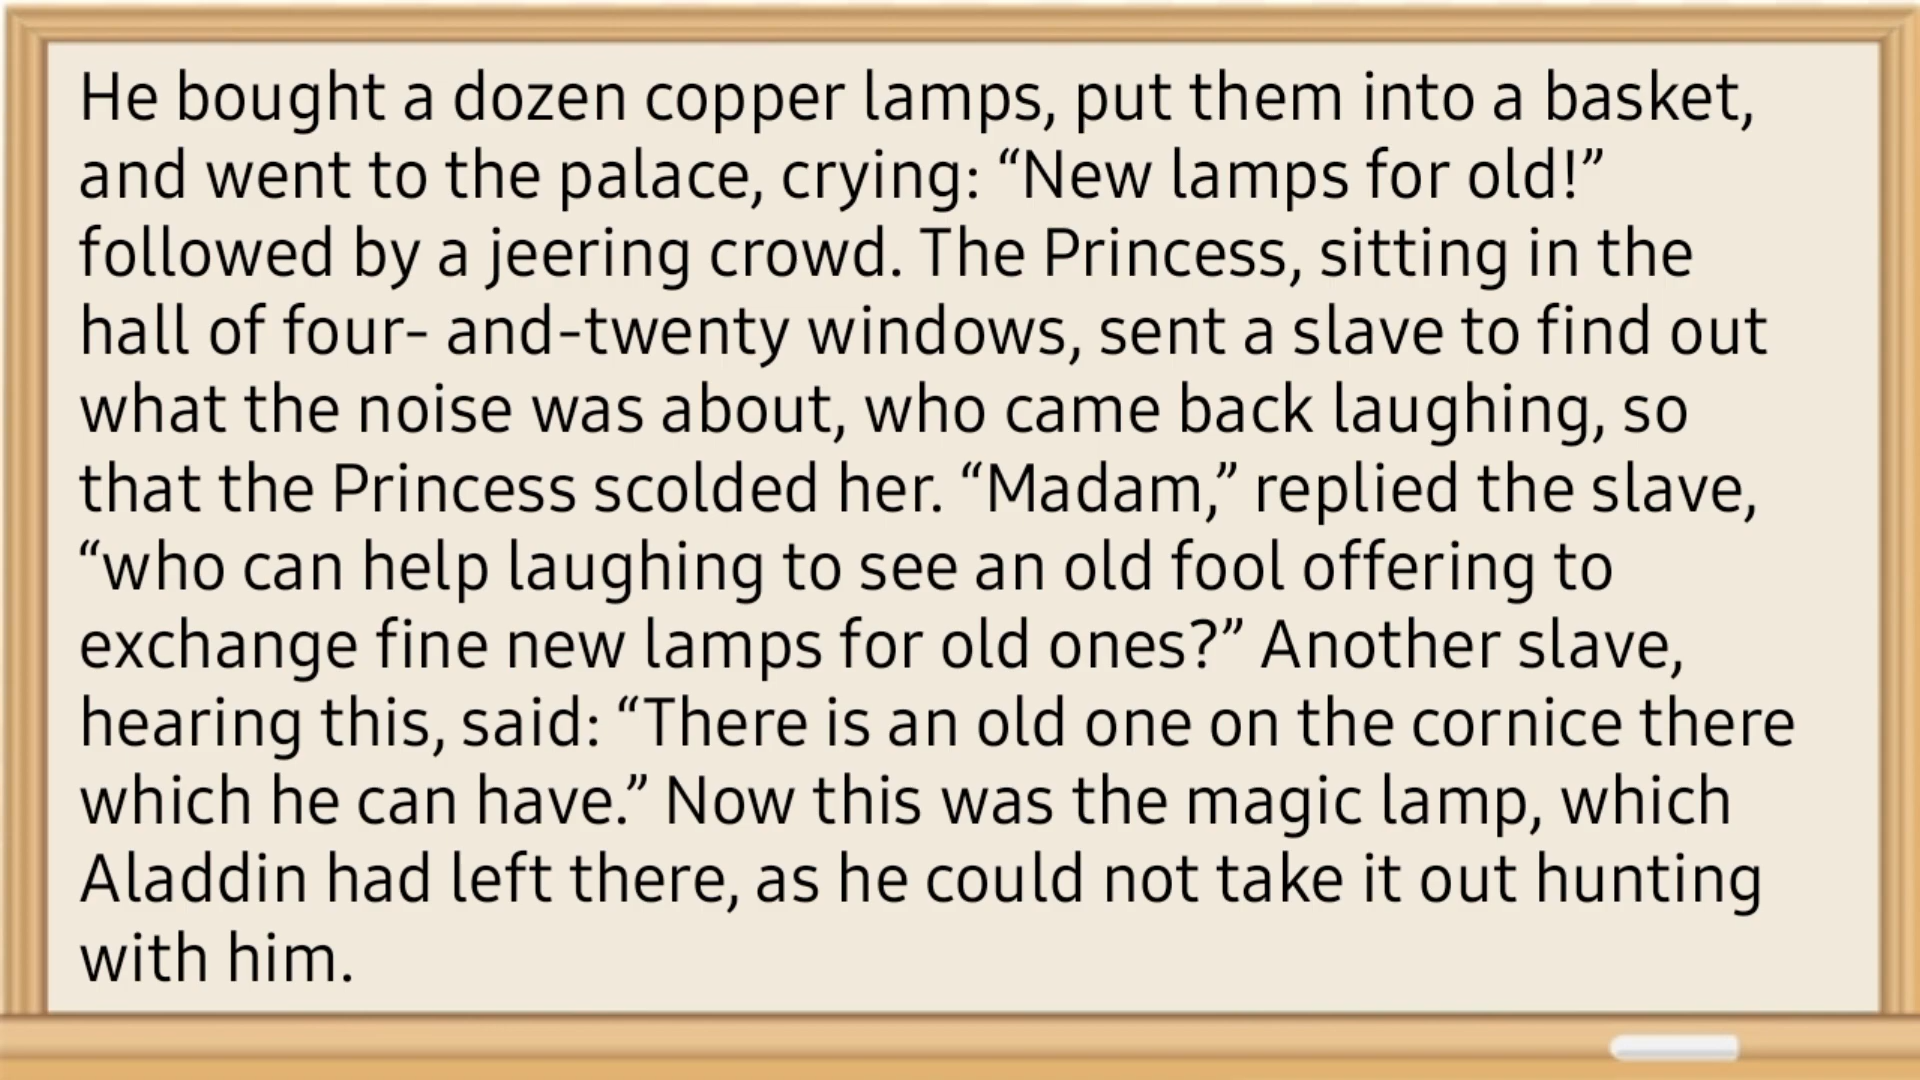 He bought a dozen copper lamps, put them into a basket,
and went to the palace, crying: “New lamps for old!”
followed by a jeering crowd. The Princess, sitting in the
hall of four- and-twenty windows, sent a slave to find out
what the noise was about, who came back laughing, so
that the Princess scolded her. “Madam,” replied the slave,
“who can help laughing to see an old fool offering to
exchange fine new lamps for old ones?” Another slave,
hearing this, said: “There is an old one on the cornice there
which he can have.” Now this was the magic lamp, which
Aladdin had left there, as he could not take it out hunting
with him.